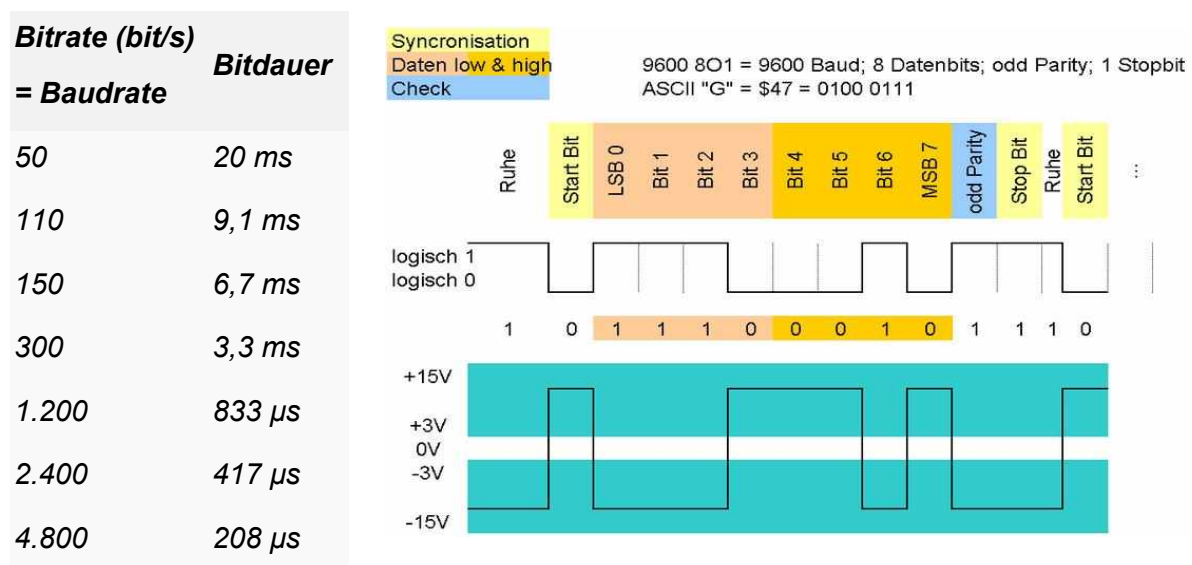 Bitrate (bit/s)
= Baudrate
Bitdauer
50 20 ms
110 9,1 ms
150 6,7 ms
300 3,3 ms
1.200 833 µs
2.400 417 µs
4.800 208 µs
Syncronisation
Daten low & high
Check
9600 8O1 = 9600 Baud; 8 Datenbits; odd Parity; 1 Stopbit
ASCII "G" = $47 = 0100 0111
Ruhe Start Bit LSB 0 Bit 1 Bit 2 Bit 3 Bit 4 Bit 5 Bit 6 MSB 7 odd Parity Stop Bit Ruhe Start Bit ...
logisch 1
logisch 0
1 0 1 1 1 0 0 0 1 0 1 1 1 0
+15V
+3V
0V
-3V
-15V